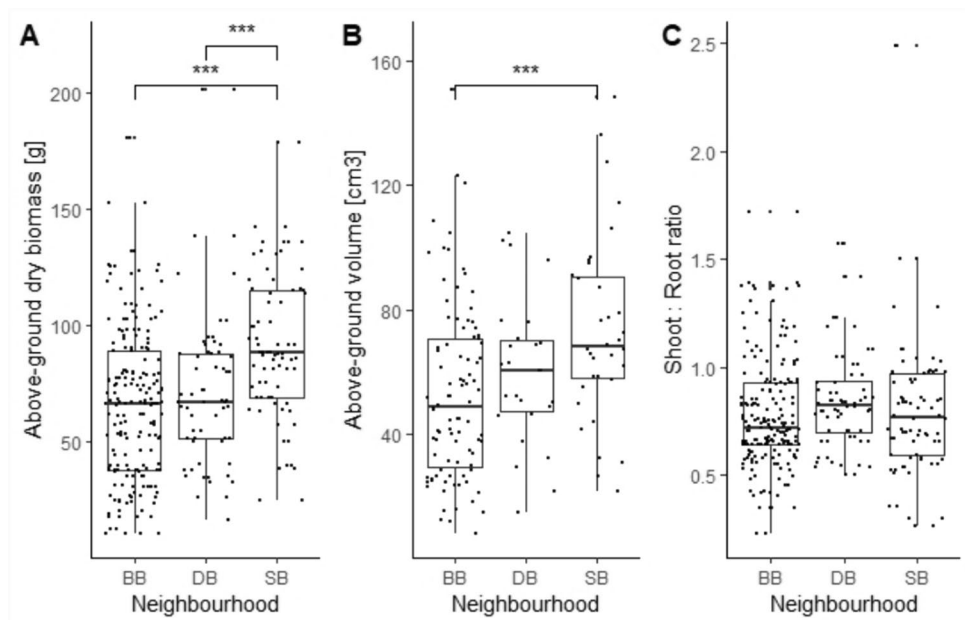 A
B
C
***
***
***
Above-ground dry biomass [g]
200
150
100
50
BB
DB
SB
Neighbourhood
Above-ground volume [cm3]
160
120
80
40
BB
DB
SB
Neighbourhood
Shoot : Root ratio
2.5
2.0
1.5
1.0
0.5
BB
DB
SB
Neighbourhood